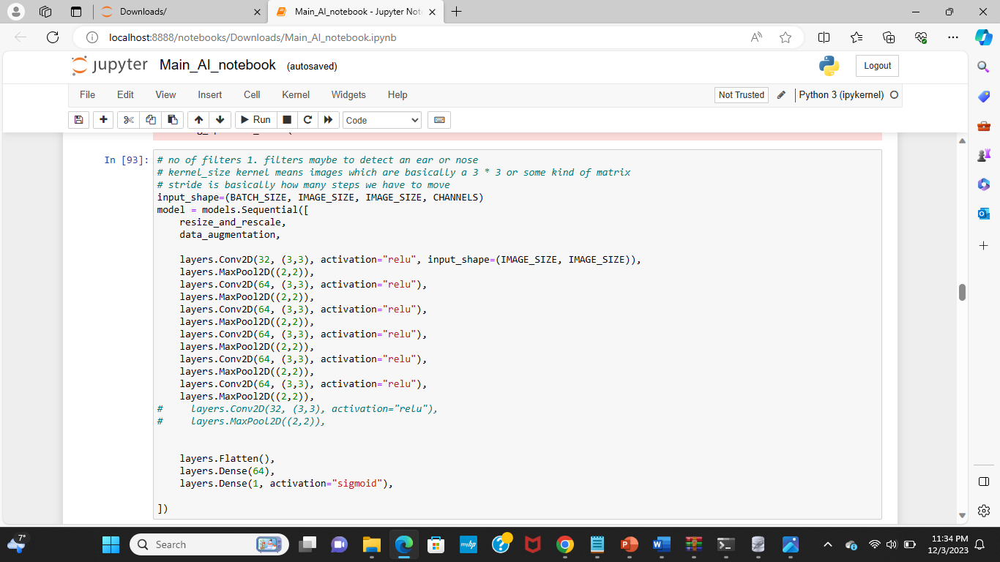 Downloads/
Main_AI_notebook - Jupyter Not
localhost:8888/notebooks/Downloads/Main_AI_notebook.ipynb
jupyter Main_AI_notebook (autosaved)
Logout
File Edit View Insert Cell Kernel Widgets Help
Not Trusted
Python 3 (ipykernel)
Run
Code
In [93]:
# no of filters 1. filters maybe to detect an ear or nose
# kernel_size kernel means images which are basically a 3 * 3 or some kind of matrix
# stride is basically how many steps we have to move
input_shape=(BATCH_SIZE, IMAGE_SIZE, IMAGE_SIZE, CHANNELS)
model = models.Sequential([
    resize_and_rescale,
    data_augmentation,
    layers.Conv2D(32, (3,3), activation="relu", input_shape=(IMAGE_SIZE, IMAGE_SIZE)),
    layers.MaxPool2D((2,2)),
    layers.Conv2D(64, (3,3), activation="relu"),
    layers.MaxPool2D((2,2)),
    layers.Conv2D(64, (3,3), activation="relu"),
    layers.MaxPool2D((2,2)),
    layers.Conv2D(64, (3,3), activation="relu"),
    layers.MaxPool2D((2,2)),
    layers.Conv2D(64, (3,3), activation="relu"),
    layers.MaxPool2D((2,2)),
    layers.Conv2D(64, (3,3), activation="relu"),
    layers.MaxPool2D((2,2)),
#     layers.Conv2D(32, (3,3), activation="relu"),
#     layers.MaxPool2D((2,2)),
    layers.Flatten(),
    layers.Dense(64),
    layers.Dense(1, activation="sigmoid"),
])
7°
Search
myhp
11:34 PM
12/3/2023